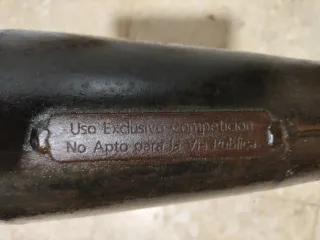 Uso Exclusivo Competicion
No Apto para la Via Publica